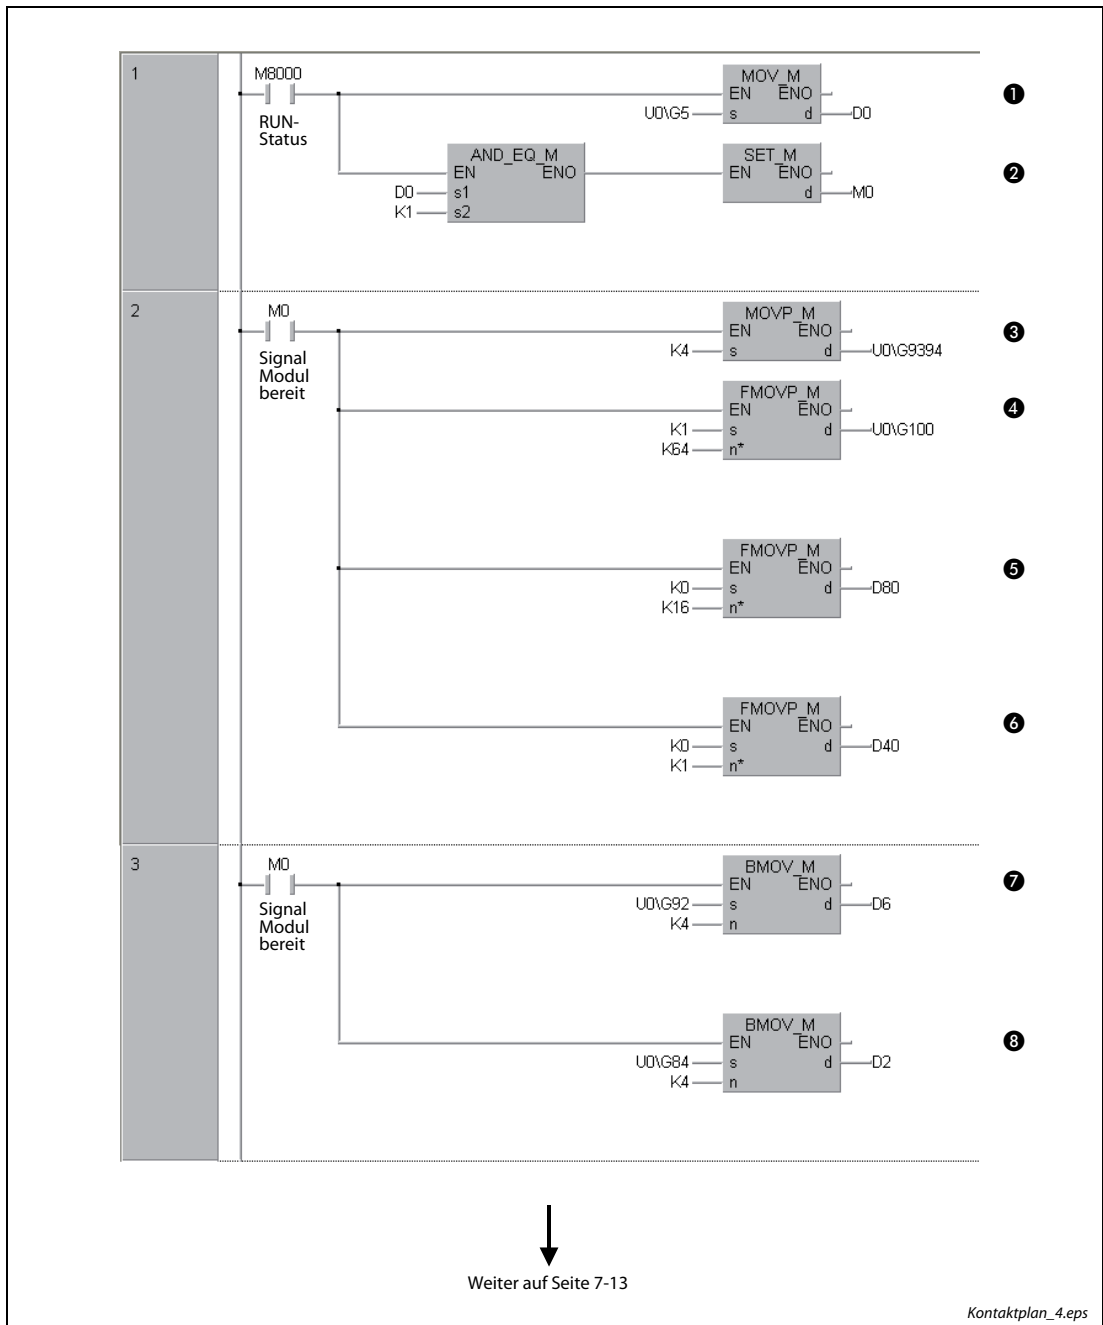 1
M8000
RUN-
Status
MOV_M
EN ENO
U0\G5 s d D0
❶
AND_EQ_M
EN ENO
D0 s1
K1 s2
SET_M
EN ENO
d M0
❷
2
M0
Signal
Modul
bereit
MOVP_M
EN ENO
K4 s d U0\G9394
❸
FMOVP_M
EN ENO
K1 s d U0\G100
K64 n*
❹
FMOVP_M
EN ENO
K0 s d D80
K16 n*
❺
FMOVP_M
EN ENO
K0 s d D40
K1 n*
❻
3
M0
Signal
Modul
bereit
BMOV_M
EN ENO
U0\G92 s d D6
K4 n
❼
BMOV_M
EN ENO
U0\G84 s d D2
K4 n
❽
Weiter auf Seite 7-13
Kontaktplan_4.eps